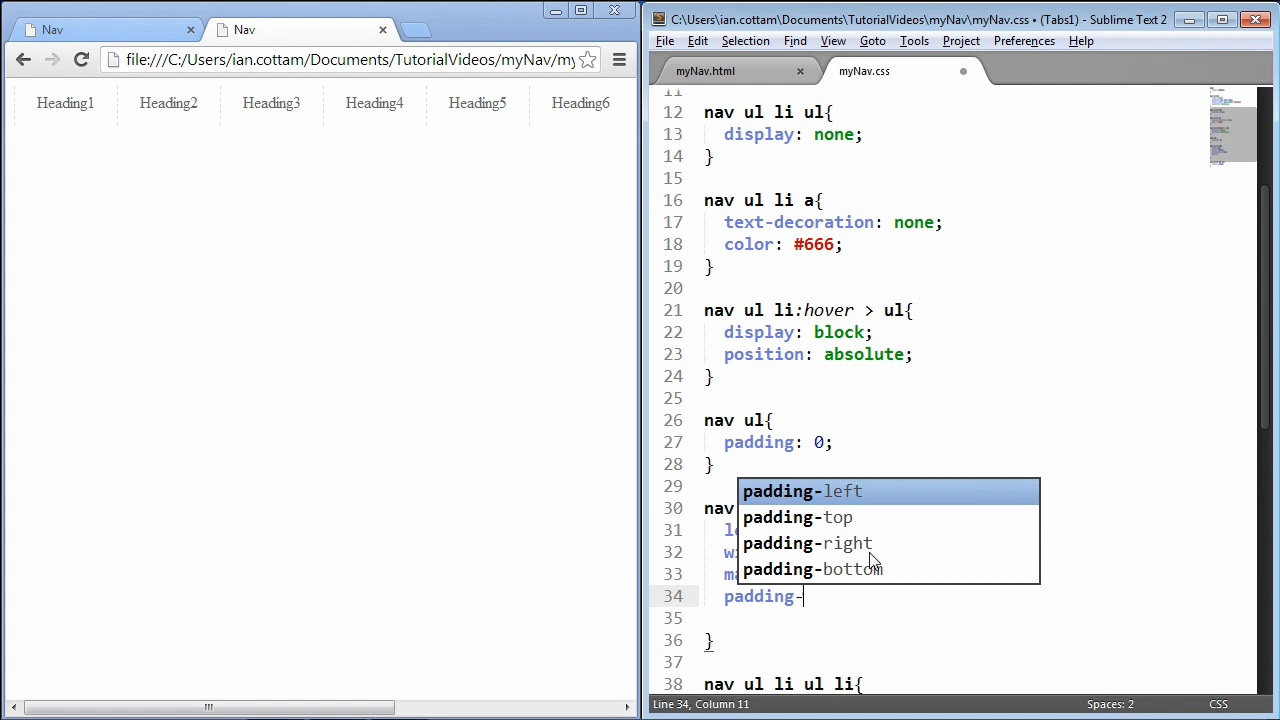 Nav
Nav
file:///C:/Users/ian.cottam/Documents/TutorialVideos/myNav/my
Heading1 Heading2 Heading3 Heading4 Heading5 Heading6
C:\Users\ian.cottam\Documents\TutorialVideos\myNav\myNav.css • (Tabs1) - Sublime Text 2
File Edit Selection Find View Goto Tools Project Preferences Help
myNav.html
myNav.css
11
12 nav ul li ul{
13 display: none;
14 }
15
16 nav ul li a{
17 text-decoration: none;
18 color: #666;
19 }
20
21 nav ul li:hover > ul{
22 display: block;
23 position: absolute;
24 }
25
26 nav ul{
27 padding: 0;
28 }
29
30 nav
31 le
32 wi
33 ma
34 padding-
padding-left
padding-top
padding-right
padding-bottom
35
36 }
37
38 nav ul li ul li{
Line 34, Column 11 Spaces: 2 CSS